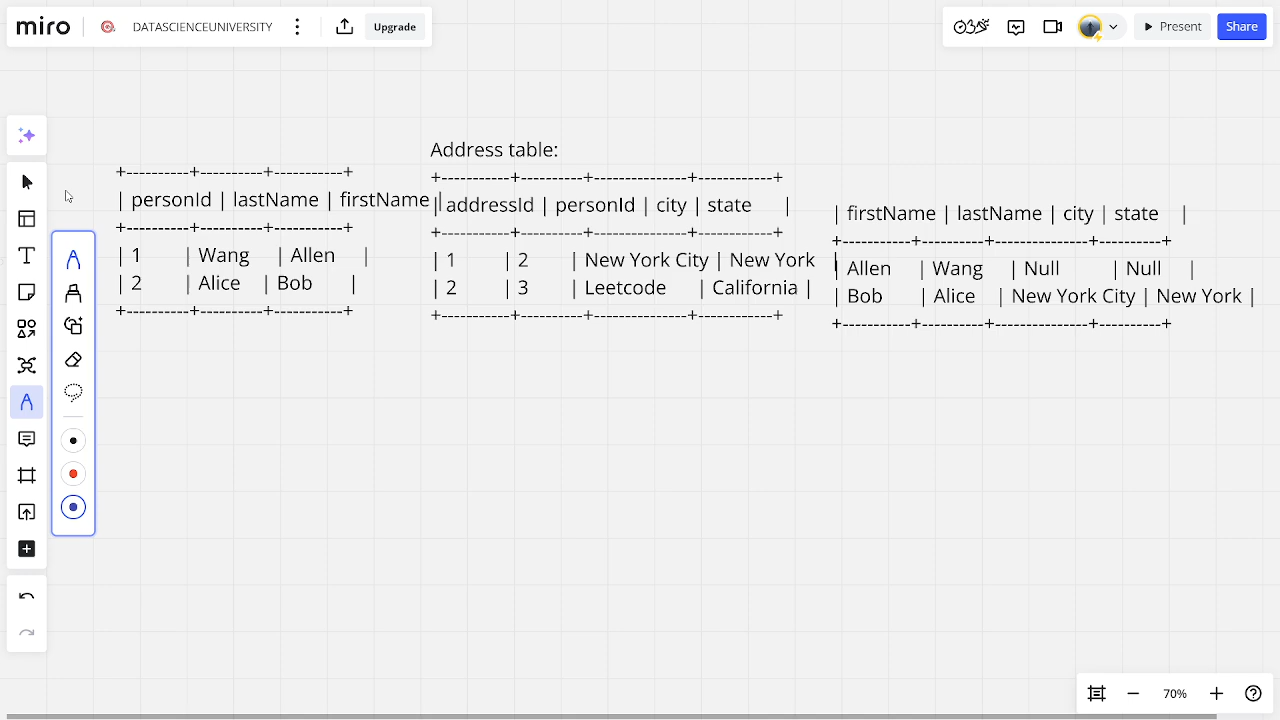 miro DATASCIENCEUNIVERSITY Upgrade Present Share
+----------+----------+-----------+
| personId | lastName | firstName |
+----------+----------+-----------+
| 1 | Wang | Allen |
| 2 | Alice | Bob |
+----------+----------+-----------+
Address table:
+-----------+----------+---------------+------------+
| addressId | personId | city | state |
+-----------+----------+---------------+------------+
| 1 | 2 | New York City | New York |
| 2 | 3 | Leetcode | California |
+-----------+----------+---------------+------------+
| firstName | lastName | city | state |
+-----------+----------+---------------+----------+
| Allen | Wang | Null | Null |
| Bob | Alice | New York City | New York |
+-----------+----------+---------------+----------+
70%